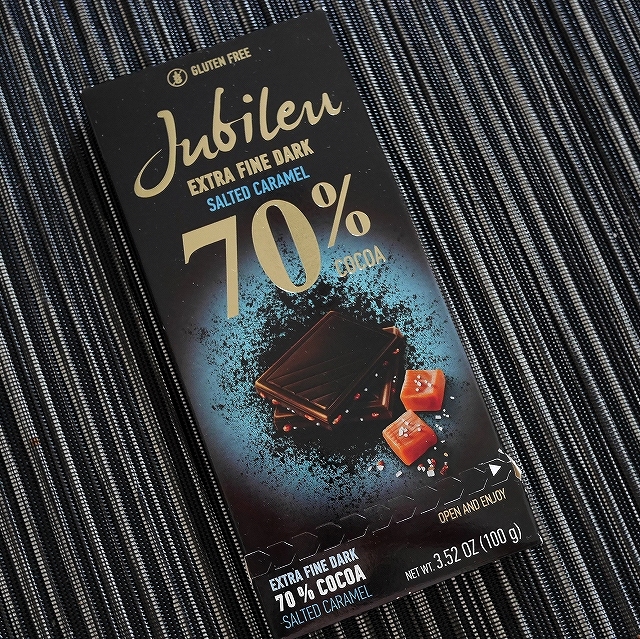 GLUTEN FREE
Jubileu
EXTRA FINE DARK
SALTED CARAMEL
70%
COCOA
OPEN AND ENJOY
EXTRA FINE DARK
70 % COCOA
SALTED CARAMEL
NET WT. 3.52 OZ (100 g)